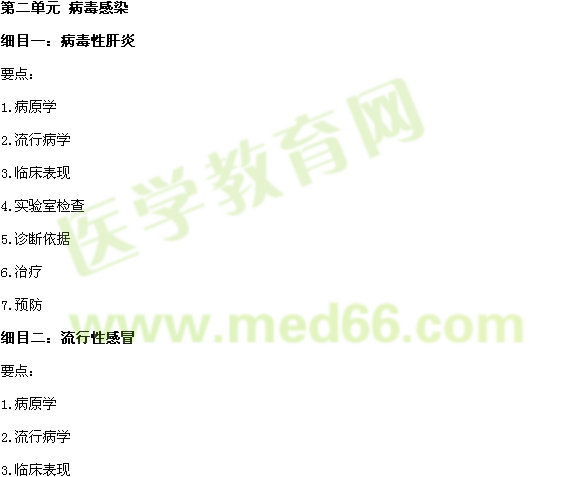 第二单元 病毒感染
细目一：病毒性肝炎
要点：
1.病原学
2.流行病学
3.临床表现
4.实验室检查
5.诊断依据
6.治疗
7.预防
细目二：流行性感冒
要点：
1.病原学
2.流行病学
3.临床表现
医学教育网
www.med66.com